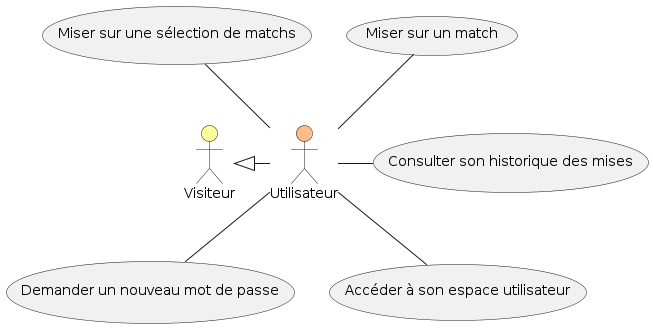 Miser sur une sélection de matchs
Miser sur un match
Consulter son historique des mises
Visiteur
Utilisateur
Demander un nouveau mot de passe
Accéder à son espace utilisateur